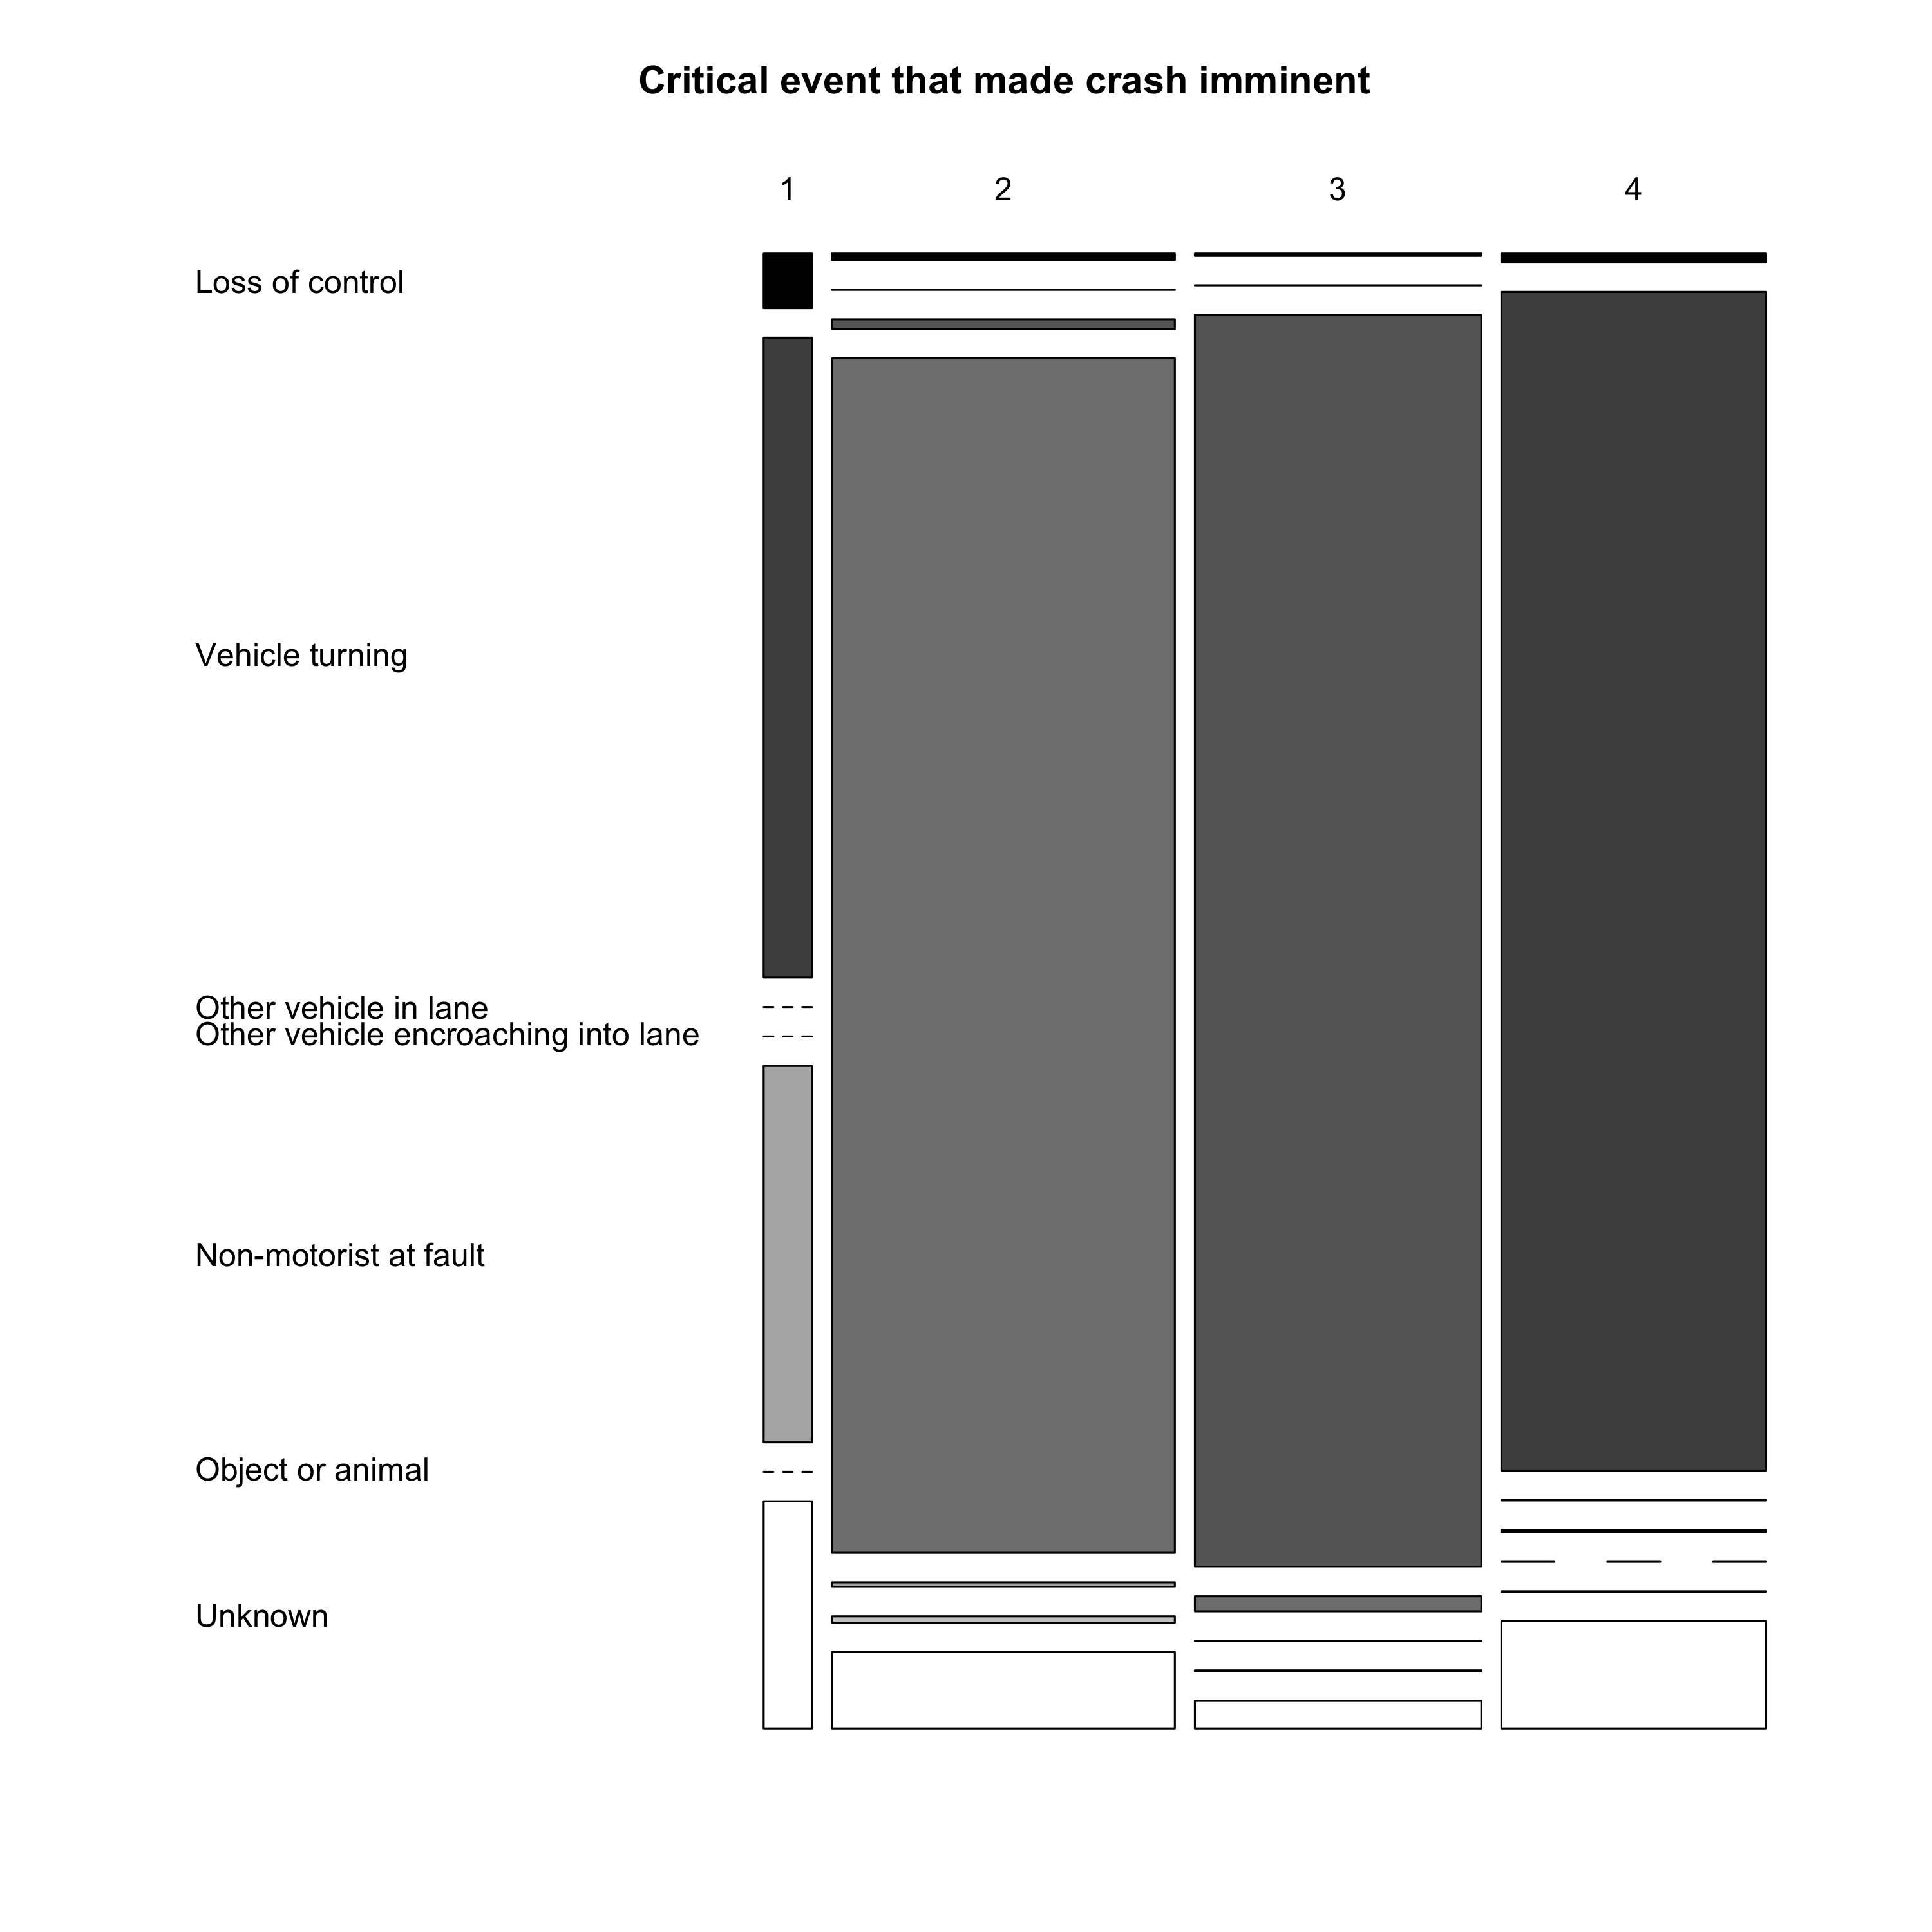 Critical event that made crash imminent
1 2 3 4
Loss of control
Vehicle turning
Other vehicle in lane
Other vehicle encroaching into lane
Non-motorist at fault
Object or animal
Unknown